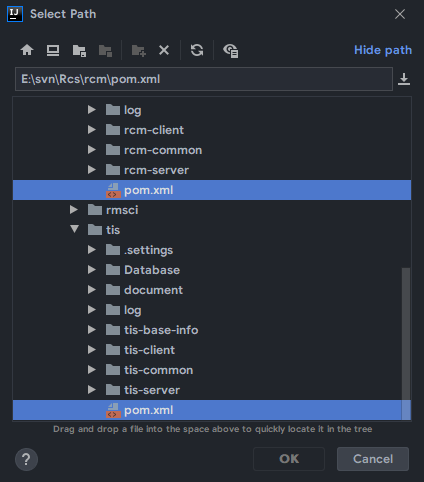 IJ Select Path
Hide path
E:\svn\Rcs\rcm\pom.xml
log
rcm-client
rcm-common
rcm-server
pom.xml
rmsci
tis
.settings
Database
document
log
tis-base-info
tis-client
tis-common
tis-server
pom.xml
Drag and drop a file into the space above to quickly locate it in the tree
? OK Cancel